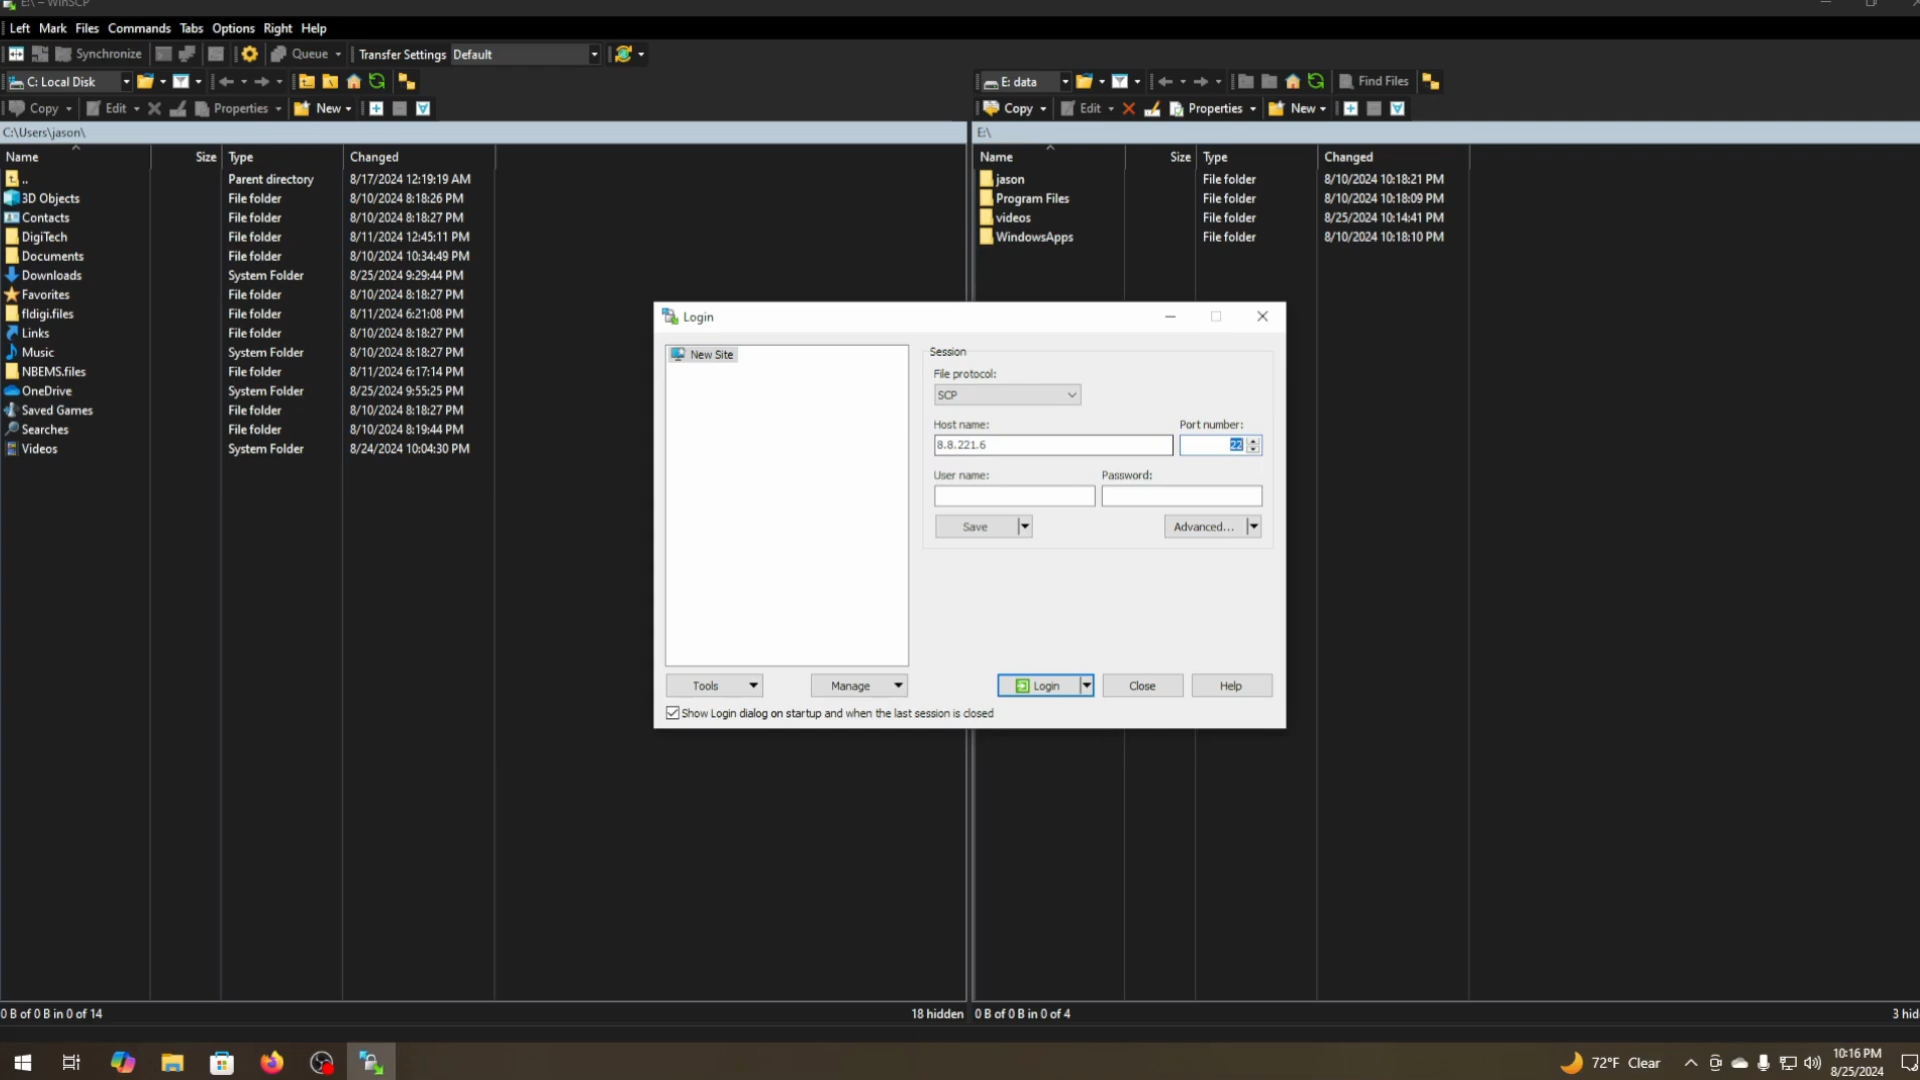 E:\ – WinSCP
Left Mark Files Commands Tabs Options Right Help
Synchronize Queue Transfer Settings Default
C: Local Disk
Copy Edit Properties New
C:\Users\jason\
Name Size Type Changed
.. Parent directory 8/17/2024 12:19:19 AM
3D Objects File folder 8/10/2024 8:18:26 PM
Contacts File folder 8/10/2024 8:18:27 PM
DigiTech File folder 8/11/2024 12:45:11 PM
Documents File folder 8/10/2024 10:34:49 PM
Downloads System Folder 8/25/2024 9:29:44 PM
Favorites File folder 8/10/2024 8:18:27 PM
fldigi.files File folder 8/11/2024 6:21:08 PM
Links File folder 8/10/2024 8:18:27 PM
Music System Folder 8/10/2024 8:18:27 PM
NBEMS.files File folder 8/11/2024 6:17:14 PM
OneDrive System Folder 8/25/2024 9:55:25 PM
Saved Games File folder 8/10/2024 8:18:27 PM
Searches File folder 8/10/2024 8:19:44 PM
Videos System Folder 8/24/2024 10:04:30 PM
0 B of 0 B in 0 of 14 18 hidden
E: data Find Files
Copy Edit Properties New
E:\
Name Size Type Changed
jason File folder 8/10/2024 10:18:21 PM
Program Files File folder 8/10/2024 10:18:09 PM
videos File folder 8/25/2024 10:14:41 PM
WindowsApps File folder 8/10/2024 10:18:10 PM
0 B of 0 B in 0 of 4 3 hid
Login
New Site
Session
File protocol:
SCP
Host name: Port number:
8.8.221.6 22
User name: Password:
Save Advanced...
Tools Manage Login Close Help
Show Login dialog on startup and when the last session is closed
72°F Clear
10:16 PM
8/25/2024